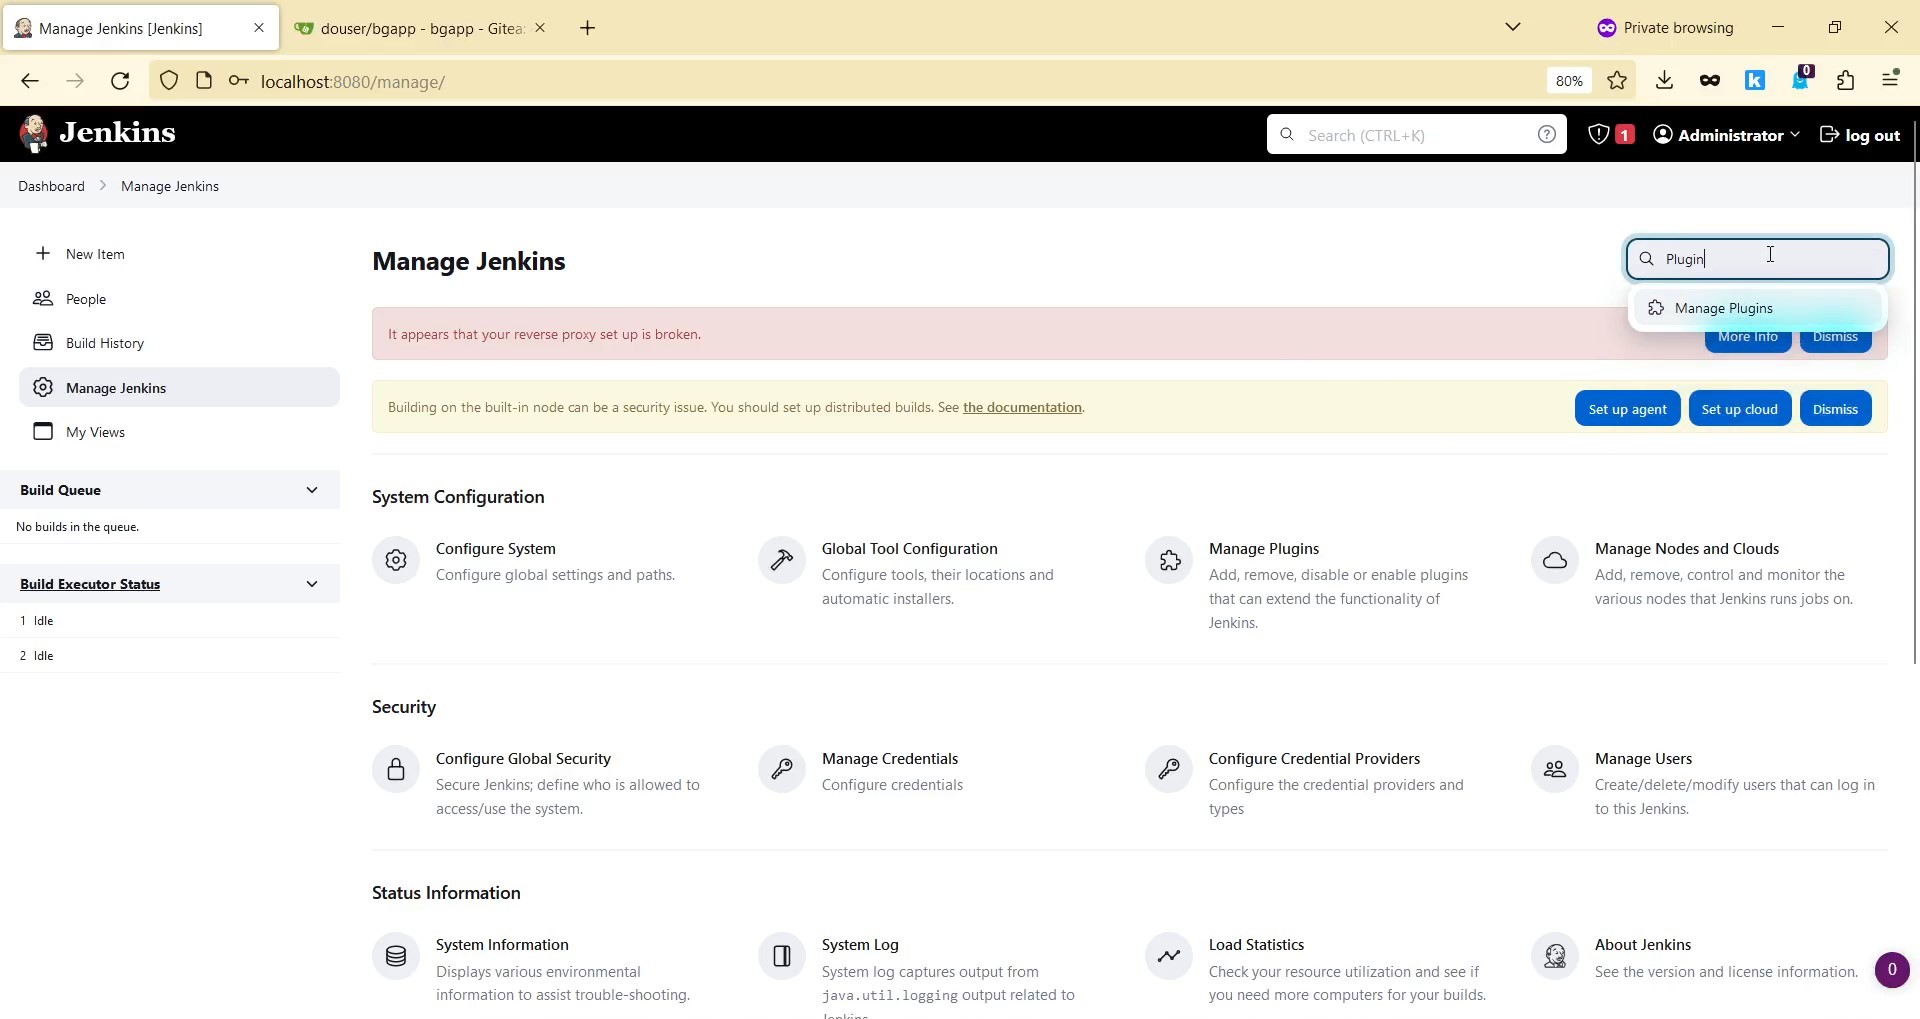 Manage Jenkins [Jenkins]
douser/bgapp - bgapp - Gitea:
Private browsing
localhost:8080/manage/
80%
k
0
Jenkins
Search (CTRL+K)
1
Administrator
log out
Dashboard
Manage Jenkins
New Item
People
Build History
Manage Jenkins
My Views
Build Queue
No builds in the queue.
Build Executor Status
1 Idle
2 Idle
Manage Jenkins
Plugin
Manage Plugins
It appears that your reverse proxy set up is broken.
More Info
Dismiss
Building on the built-in node can be a security issue. You should set up distributed builds. See the documentation.
Set up agent
Set up cloud
Dismiss
System Configuration
Configure System
Configure global settings and paths.
Global Tool Configuration
Configure tools, their locations and
automatic installers.
Manage Plugins
Add, remove, disable or enable plugins
that can extend the functionality of
Jenkins.
Manage Nodes and Clouds
Add, remove, control and monitor the
various nodes that Jenkins runs jobs on.
Security
Configure Global Security
Secure Jenkins; define who is allowed to
access/use the system.
Manage Credentials
Configure credentials
Configure Credential Providers
Configure the credential providers and
types
Manage Users
Create/delete/modify users that can log in
to this Jenkins.
Status Information
System Information
Displays various environmental
information to assist trouble-shooting.
System Log
System log captures output from
java.util.logging output related to
Jenkins.
Load Statistics
Check your resource utilization and see if
you need more computers for your builds.
About Jenkins
See the version and license information.
0